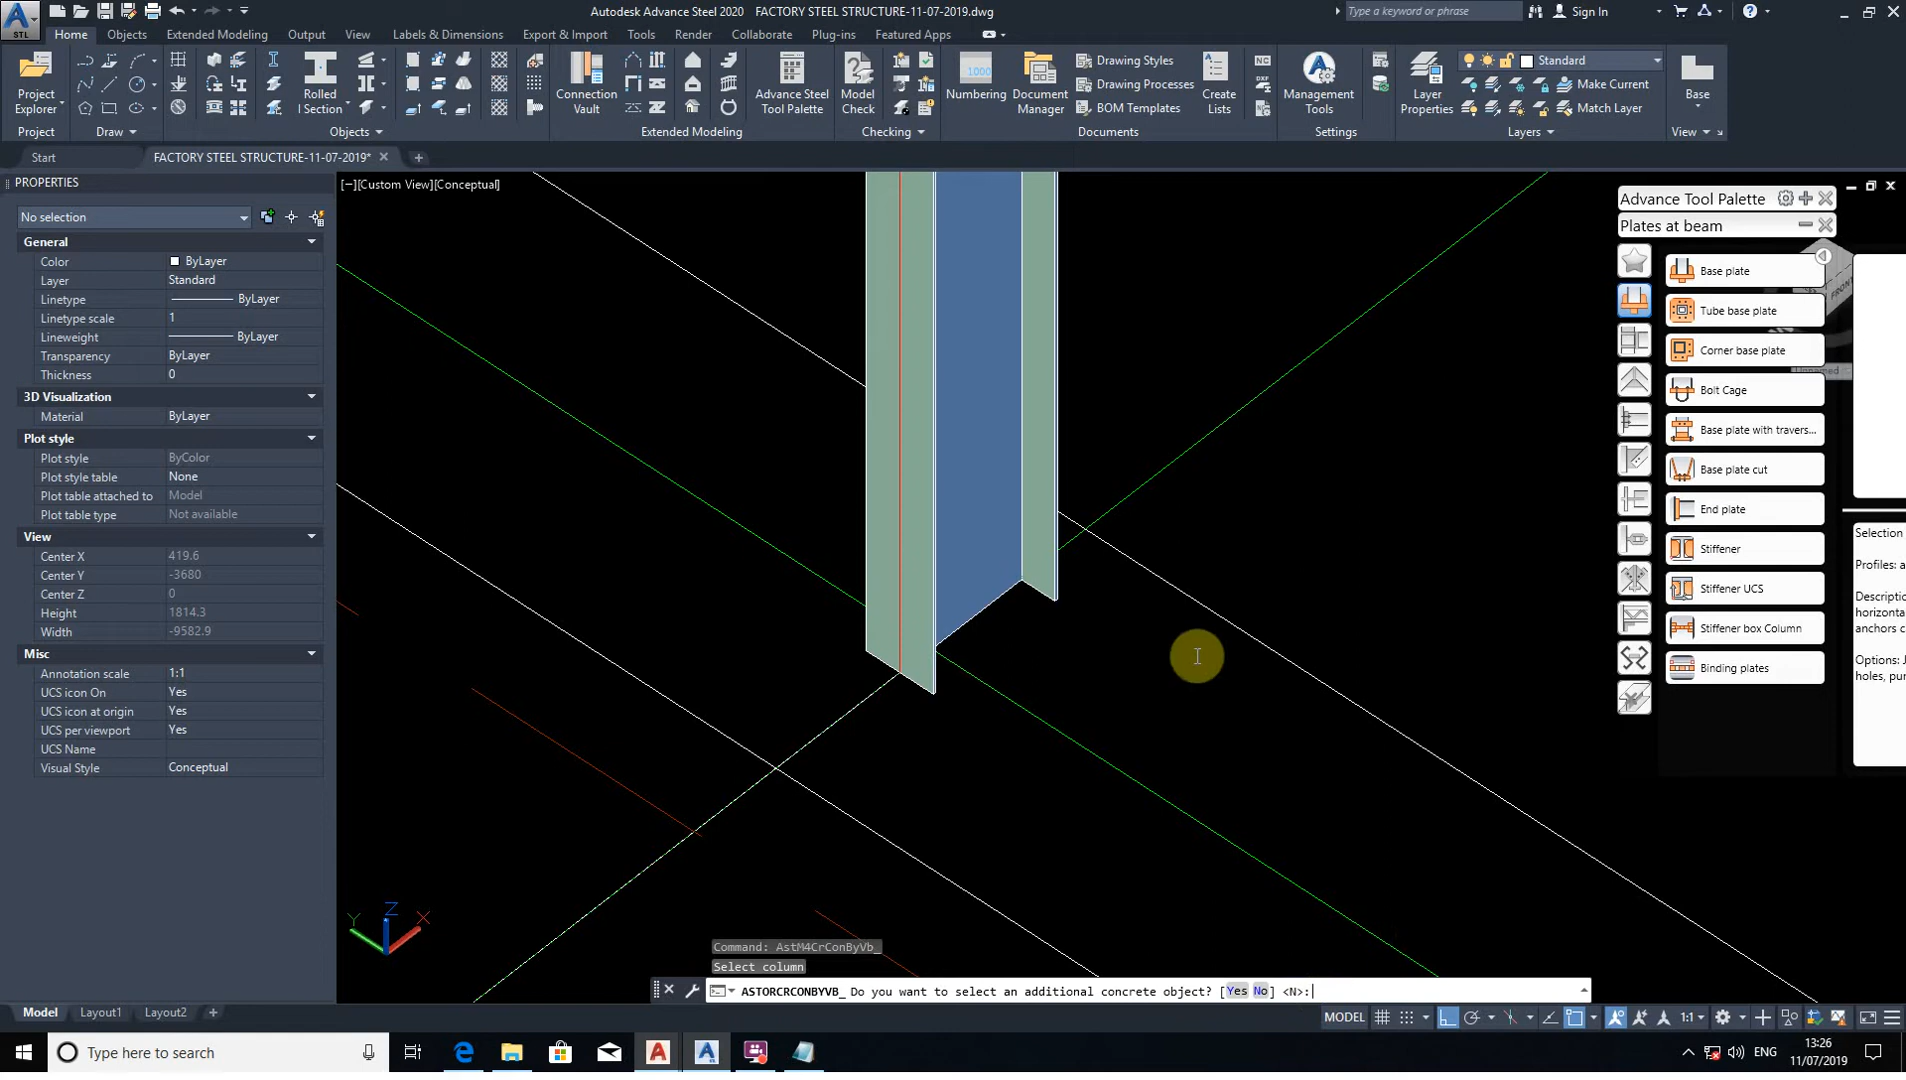 Autodesk Advance Steel 2020 FACTORY STEEL STRUCTURE-11-07-2019.dwg
Type a keyword or phrase
Sign In
STL
Home
Objects
Extended Modeling
Output
View
Labels & Dimensions
Export & Import
Tools
Render
Collaborate
Plug-ins
Featured Apps
Project
Explorer
Rolled
I Section
Connection
Vault
Advance Steel
Tool Palette
Model
Check
1000
Numbering
Document
Manager
Drawing Styles
Drawing Processes
BOM Templates
Create
Lists
NC
DXF
Management
Tools
Layer
Properties
Standard
Make Current
Match Layer
Base
Project
Draw
Objects
Extended Modeling
Checking
Documents
Settings
Layers
View
Start
FACTORY STEEL STRUCTURE-11-07-2019*
PROPERTIES
No selection
General
Color ByLayer
Layer Standard
Linetype ByLayer
Linetype scale 1
Lineweight ByLayer
Transparency ByLayer
Thickness 0
3D Visualization
Material ByLayer
Plot style
Plot style ByColor
Plot style table None
Plot table attached to Model
Plot table type Not available
View
Center X 419.6
Center Y -3680
Center Z 0
Height 1814.3
Width -9582.9
Misc
Annotation scale 1:1
UCS icon On Yes
UCS icon at origin Yes
UCS per viewport Yes
UCS Name
Visual Style Conceptual
[−][Custom View][Conceptual]
Advance Tool Palette
Plates at beam
Base plate
Tube base plate
Corner base plate
Bolt Cage
Base plate with travers...
Base plate cut
End plate
Stiffener
Stiffener UCS
Stiffener box Column
Binding plates
FRONT
Unnamed
Selection
Profiles: a
Descriptic
horizonta
anchors c
Options: J
holes, pu
Z
Y
X
Command: AstM4CrConByVb_
Select column
ASTORCRCONBYVB_ Do you want to select an additional concrete object? [Yes No] <N>:
Model
Layout1
Layout2
MODEL
1:1
Type here to search
ENG
13:26
11/07/2019